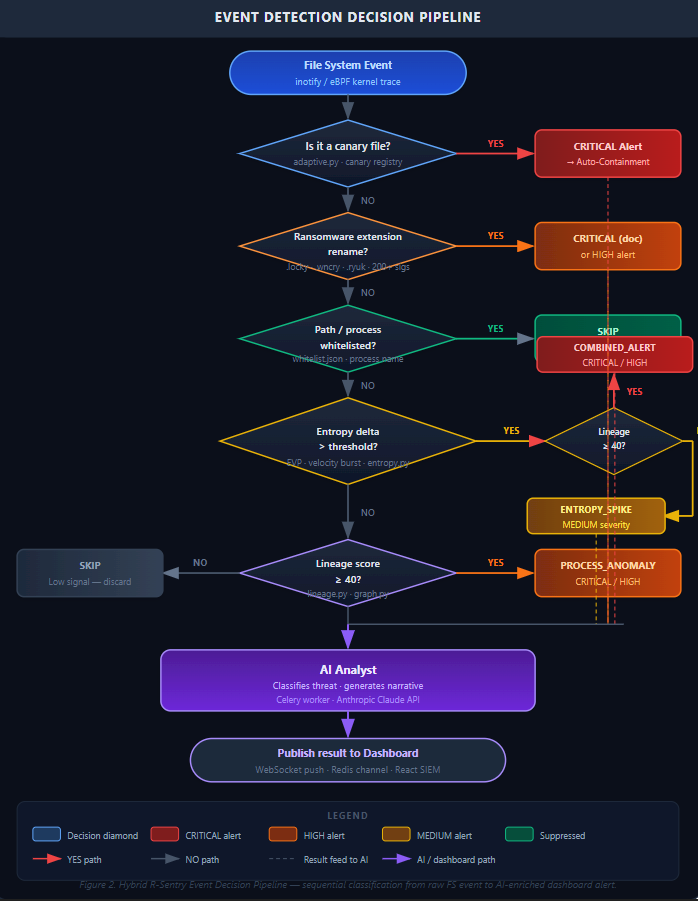 EVENT DETECTION DECISION PIPELINE
File System Event
inotify / eBPF kernel trace
Is it a canary file?
adaptive.py · canary registry
YES
CRITICAL Alert
→ Auto-Containment
NO
Ransomware extension
rename?
.locky · wncry · .ryuk · 200+ sigs
YES
CRITICAL (doc)
or HIGH alert
NO
Path / process
whitelisted?
whitelist.json · process name
YES
SKIP
COMBINED_ALERT
CRITICAL / HIGH
NO
YES
Entropy delta
> threshold?
EVP · velocity burst · entropy.py
YES
Lineage
≥ 40?
ENTROPY_SPIKE
MEDIUM severity
NO
Lineage score
≥ 40?
lineage.py · graph.py
NO
SKIP
Low signal — discard
YES
PROCESS_ANOMALY
CRITICAL / HIGH
AI Analyst
Classifies threat · generates narrative
Celery worker · Anthropic Claude API
Publish result to Dashboard
WebSocket push · Redis channel · React SIEM
LEGEND
Decision diamond
CRITICAL alert
HIGH alert
MEDIUM alert
Suppressed
YES path
NO path
Result feed to AI
AI / dashboard path
Figure 2. Hybrid R-Sentry Event Decision Pipeline — sequential classification from raw FS event to AI-enriched dashboard alert.